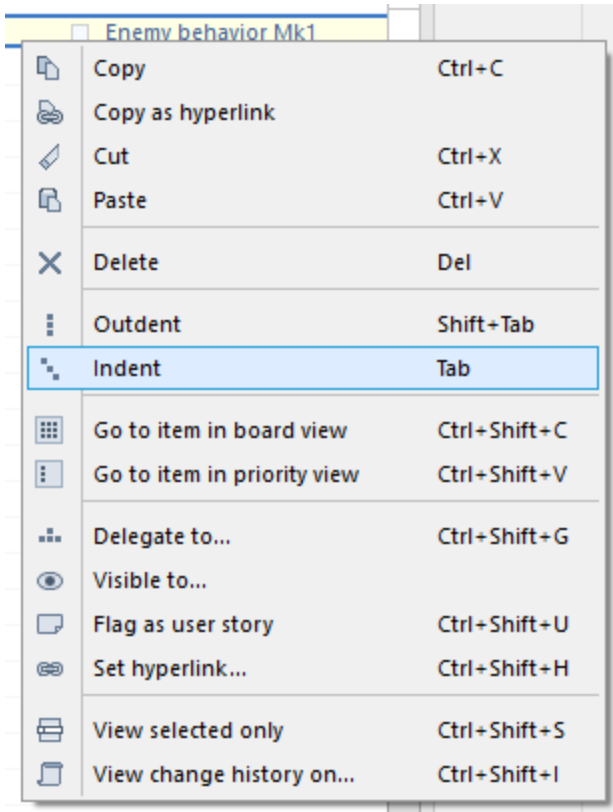 Enemy behavior Mk1
Copy Ctrl+C
Copy as hyperlink
Cut Ctrl+X
Paste Ctrl+V
Delete Del
Outdent Shift+Tab
Indent Tab
Go to item in board view Ctrl+Shift+C
Go to item in priority view Ctrl+Shift+V
Delegate to... Ctrl+Shift+G
Visible to...
Flag as user story Ctrl+Shift+U
Set hyperlink... Ctrl+Shift+H
View selected only Ctrl+Shift+S
View change history on... Ctrl+Shift+I